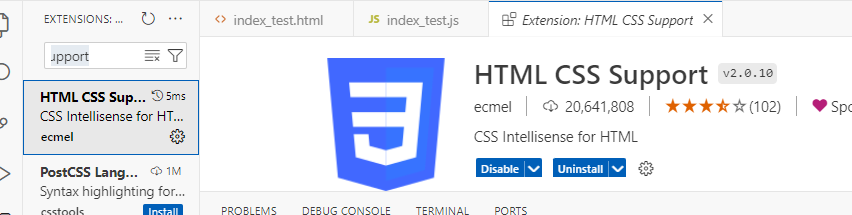 EXTENSIONS: ...
index_test.html
JS index_test.js
Extension: HTML CSS Support
upport
HTML CSS Sup... 5ms
CSS Intellisense for HT...
ecmel
PostCSS Lang... 1M
Syntax highlighting for...
csstools Install
HTML CSS Support v2.0.10
ecmel 20,641,808 (102) Spo
CSS Intellisense for HTML
Disable Uninstall
PROBLEMS DEBUG CONSOLE TERMINAL PORTS